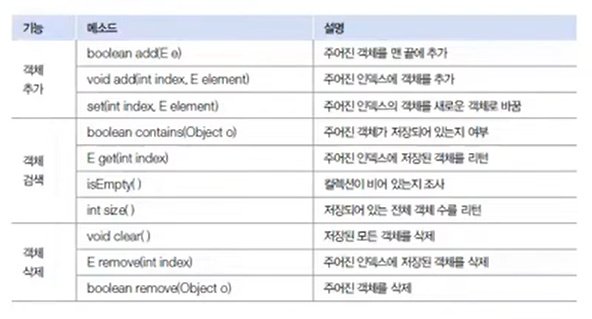 기능 메소드 설명
객체 추가
boolean add(E e) 주어진 객체를 맨 끝에 추가
void add(int index, E element) 주어진 인덱스에 객체를 추가
set(int index, E element) 주어진 인덱스의 객체를 새로운 객체로 바꿈
객체 검색
boolean contains(Object o) 주어진 객체가 저장되어 있는지 여부
E get(int index) 주어진 인덱스에 저장된 객체를 리턴
isEmpty( ) 컬렉션이 비어 있는지 조사
int size( ) 저장되어 있는 전체 객체 수를 리턴
객체 삭제
void clear( ) 저장된 모든 객체를 삭제
E remove(int index) 주어진 인덱스에 저장된 객체를 삭제
boolean remove(Object o) 주어진 객체를 삭제